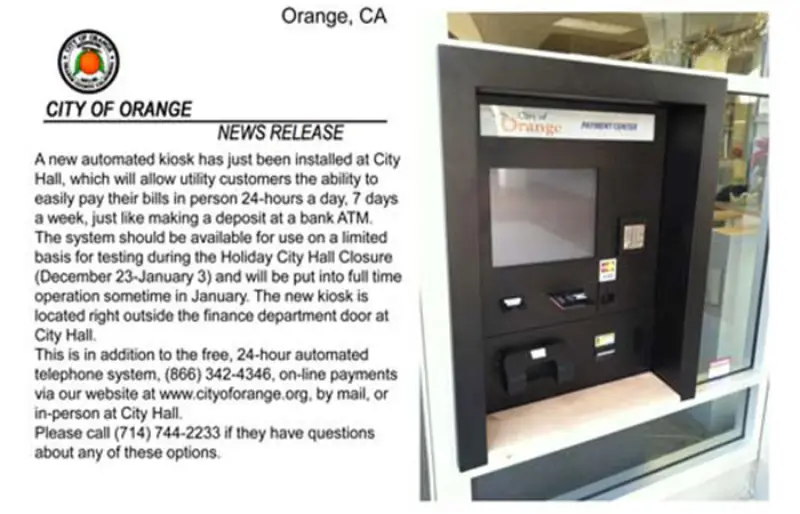 Orange, CA
CITY OF ORANGE
CITY OF ORANGE
NEWS RELEASE
A new automated kiosk has just been installed at City
Hall, which will allow utility customers the ability to
easily pay their bills in person 24-hours a day, 7 days
a week, just like making a deposit at a bank ATM.
The system should be available for use on a limited
basis for testing during the Holiday City Hall Closure
(December 23-January 3) and will be put into full time
operation sometime in January. The new kiosk is
located right outside the finance department door at
City Hall.
This is in addition to the free, 24-hour automated
telephone system, (866) 342-4346, on-line payments
via our website at www.cityoforange.org, by mail, or
in-person at City Hall.
Please call (714) 744-2233 if they have questions
about any of these options.
City of
Orange
PAYMENT CENTER